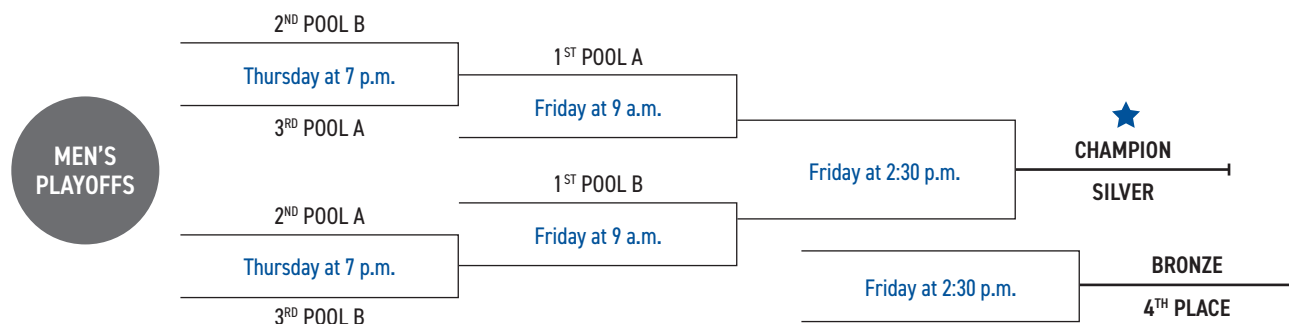 MEN'S
PLAYOFFS
2ND POOL B
Thursday at 7 p.m.
3RD POOL A
1ST POOL A
Friday at 9 a.m.
2ND POOL A
Thursday at 7 p.m.
3RD POOL B
1ST POOL B
Friday at 9 a.m.
Friday at 2:30 p.m.
CHAMPION
SILVER
Friday at 2:30 p.m.
BRONZE
4TH PLACE